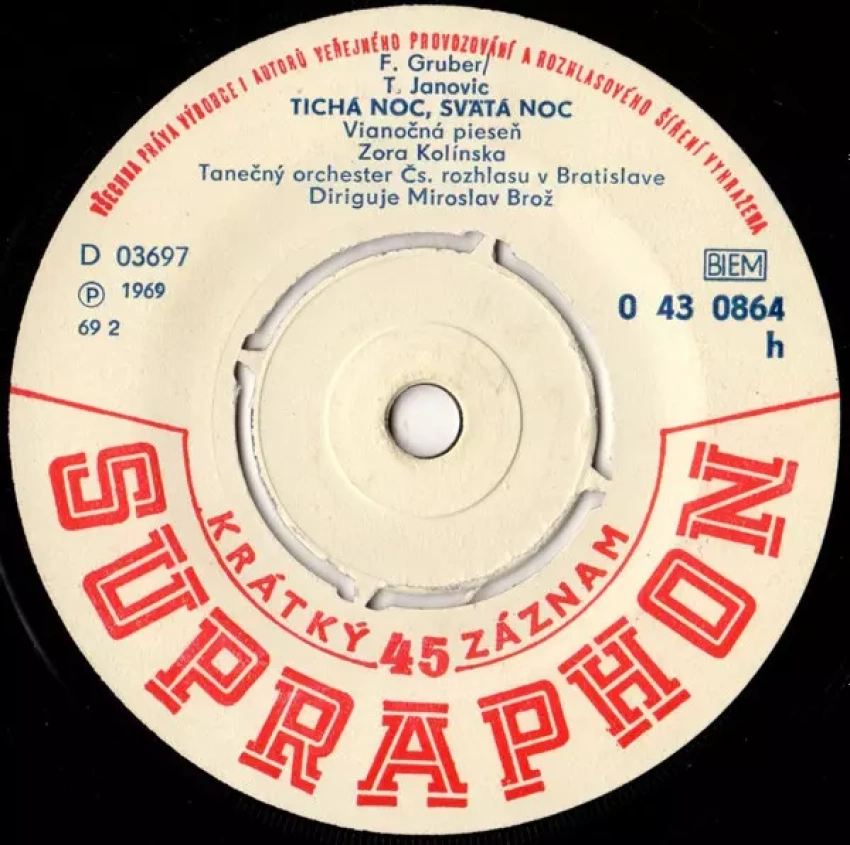 VŠECHNA PRÁVA VÝROBCE I AUTORŮ VEŘEJNÉHO PROVOZOVÁNÍ A ROZHLASOVÉHO ŠÍŘENÍ VYHRAŽENA
F. Gruber/
T. Janovic
TICHÁ NOC, SVÄTÁ NOC
Vianočná pieseň
Zora Kolínska
Tanečný orchester Čs. rozhlasu v Bratislave
Diriguje Miroslav Brož
D 03697
Ⓟ 1969
69 2
BIEM
0 43 0864
h
KRÁTKÝ 45 ZÁZNAM
SUPRAPHON